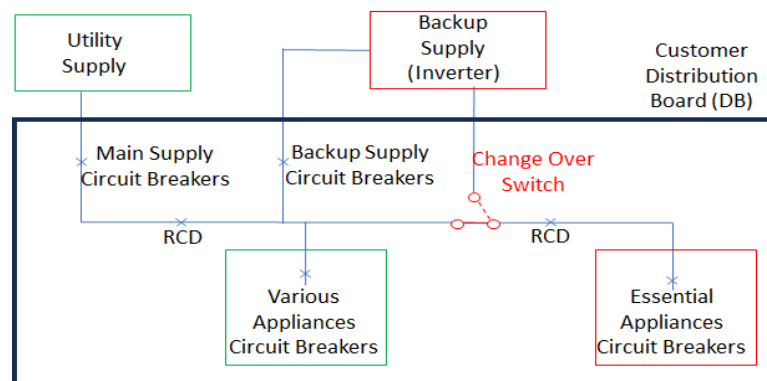 Utility
Supply
Backup
Supply
(Inverter)
Customer
Distribution
Board (DB)
Main Supply
Circuit Breakers
Backup Supply
Circuit Breakers
Change Over
Switch
RCD
RCD
Various
Appliances
Circuit Breakers
Essential
Appliances
Circuit Breakers